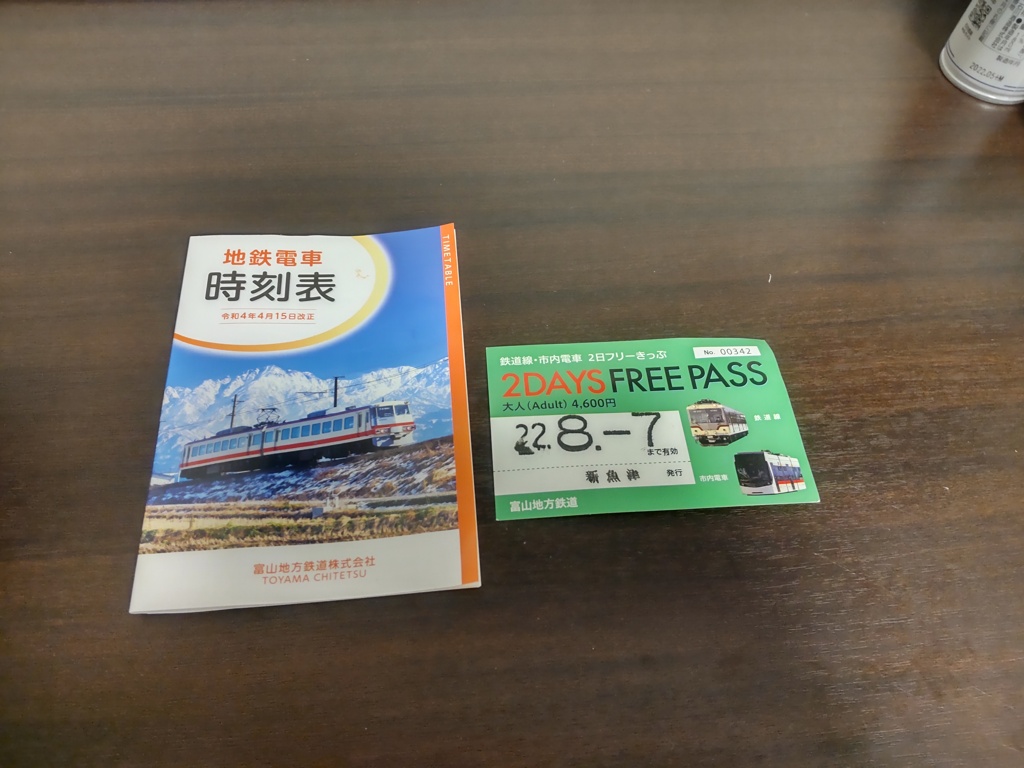 地鉄電車
時刻表
令和4年4月15日改正
TIMETABLE
富山地方鉄道株式会社
TOYAMA CHITETSU
鉄道線・市内電車 2日フリーきっぷ
No. 00342
2DAYS FREE PASS
大人(Adult) 4,600円
22.8.-7
まで有効
鉄道線
新魚津 発行
市内電車
富山地方鉄道